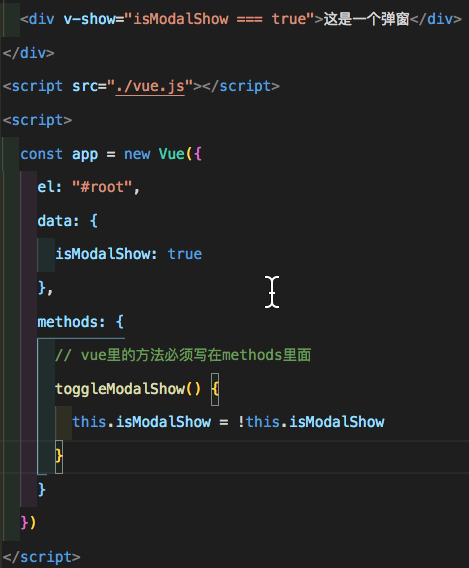 <div v-show="isModalShow === true">这是一个弹窗</div>
</div>
<script src="./vue.js"></script>
<script>
const app = new Vue({
el: "#root",
data: {
isModalShow: true
},
methods: {
// vue里的方法必须写在methods里面
toggleModalShow() {
this.isModalShow = !this.isModalShow
}
}
})
</script>